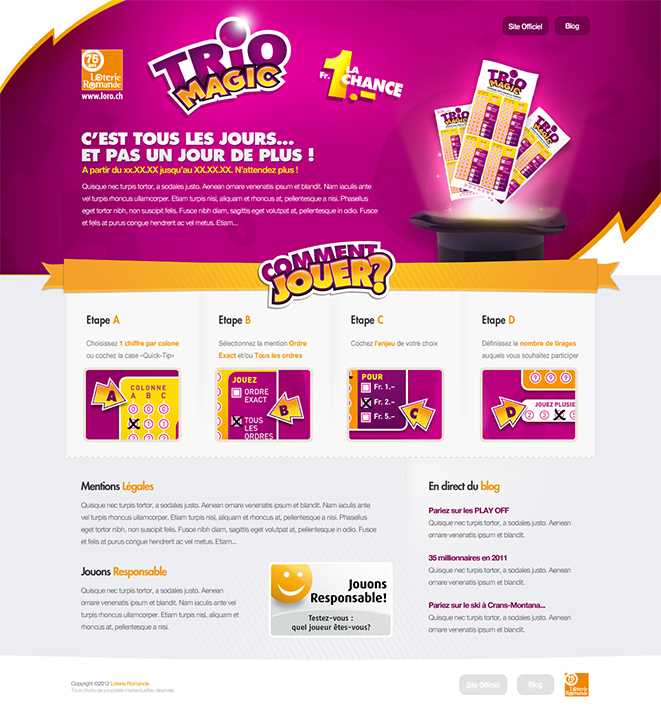 Site Officiel
Blog
75 ans
Loterie
Romande
www.loro.ch
TRIO
MAGIC
Fr. 1.- LA
CHANCE
TRIO
MAGIC
C'EST TOUS LES JOURS...
ET PAS UN JOUR DE PLUS !
A partir du xx.XX.XX jusqu'au XX.XX.XX. N'attendez plus !
Quisque nec turpis tortor, a sodales justo. Aenean ornare venenatis ipsum et blandit. Nam iaculis ante
vel turpis rhoncus ullamcorper. Etiam turpis nisl, aliquam et rhoncus at, pellentesque a nisi. Phasellus
eget tortor nibh, non suscipit felis. Fusce nibh diam, sagittis eget volutpat at, pelentesque in odio. Fusce
et felis at purus congue hendrerit ac vel metus. Etiam...
COMMENT
JOUER?
Etape A
Choisissez 1 chiffre par colone
ou cochez la case «Quick-Tip»
COLONNE
A B C
A
Etape B
Sélectionnez la mention Ordre
Exact et/ou Tous les ordres
JOUEZ
ORDRE
EXACT
TOUS
LES
ORDRES
B
Etape C
Cochez l'enjeu de votre choix
POUR
Fr. 1.–
Fr. 2.–
Fr. 5.–
C
Etape D
Définissez le nombre de tirages
auquels vous souhaitez participer
JOUEZ PLUSIE
2 3
D
Mentions Légales
Quisque nec turpis tortor, a sodales justo. Aenean ornare venenatis ipsum et blandit. Nam iaculis ante
vel turpis rhoncus ullamcorper. Etiam turpis nisl, aliquam et rhoncus at, pellentesque a nisi. Phasellus
eget tortor nibh, non suscipit felis. Fusce nibh diam, sagittis eget volutpat at, pellentesque in odio. Fusce
et felis at purus congue hendrerit ac vel metus. Etiam...
Jouons Responsable
Quisque nec turpis tortor, a sodales justo. Aenean
ornare venenatis ipsum et blandit. Nam iaculis ante vel
turpis rhoncus ullamcorper. Etiam turpis nisl, aliquam et
rhoncus at, pellentesque a nisi.
Jouons
Responsable!
Testez-vous :
quel joueur êtes-vous?
En direct du blog
Pariez sur les PLAY OFF
Quisque nec turpis tortor, a sodales justo. Aenean
ornare venenatis ipsum et blandit.
35 millionnaires en 2011
Quisque nec turpis tortor, a sodales justo. Aenean
ornare venenatis ipsum et blandit.
Pariez sur le ski à Crans-Montana...
Quisque nec turpis tortor, a sodales justo. Aenean
ornare venenatis ipsum et blandit.
Copyright ©2012 Loterie Romande
Tous droits de propriété intellectuelles réservée
Site Officiel
Blog
Loterie
Romande